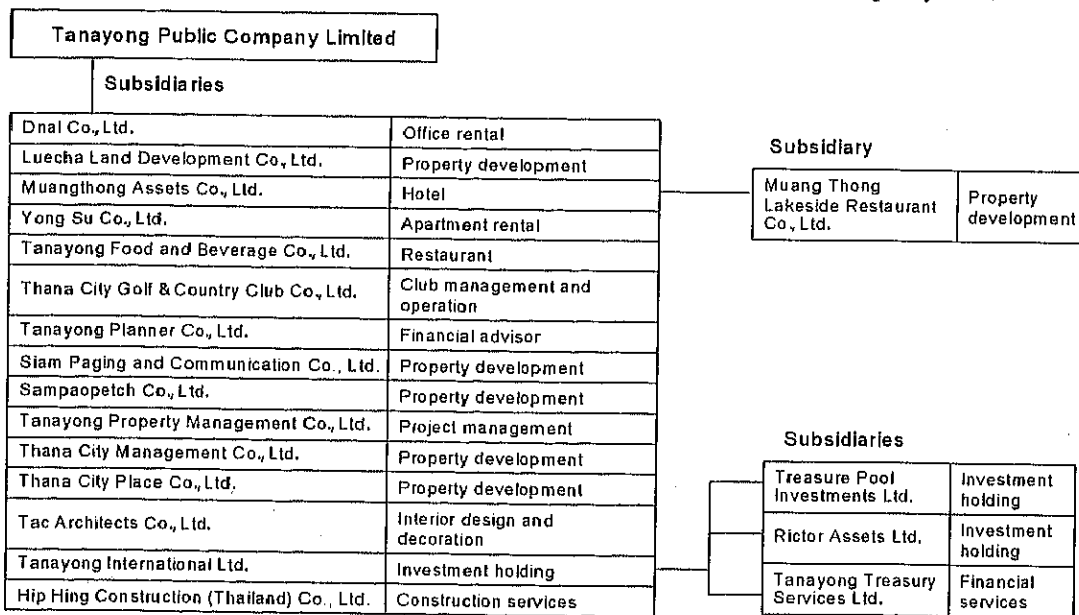 Tanayong Public Company Limited
Subsidiaries
Dnal Co., Ltd. Office rental
Luecha Land Development Co., Ltd. Property development
Muangthong Assets Co., Ltd. Hotel
Yong Su Co., Ltd. Apartment rental
Tanayong Food and Beverage Co., Ltd. Restaurant
Thana City Golf & Country Club Co., Ltd. Club management and
operation
Tanayong Planner Co., Ltd. Financial advisor
Siam Paging and Communication Co., Ltd. Property development
Sampaopetch Co., Ltd. Property development
Tanayong Property Management Co., Ltd. Project management
Thana City Management Co., Ltd. Property development
Thana City Place Co., Ltd. Property development
Tac Architects Co., Ltd. Interior design and
decoration
Tanayong International Ltd. Investment holding
Hip Hing Construction (Thailand) Co., Ltd. Construction services
Subsidiary
Muang Thong
Lakeside Restaurant
Co., Ltd.
Property
development
Subsidiaries
Treasure Pool
Investments Ltd.
Investment
holding
Rictor Assets Ltd.
Investment
holding
Tanayong Treasury
Services Ltd.
Financial
services